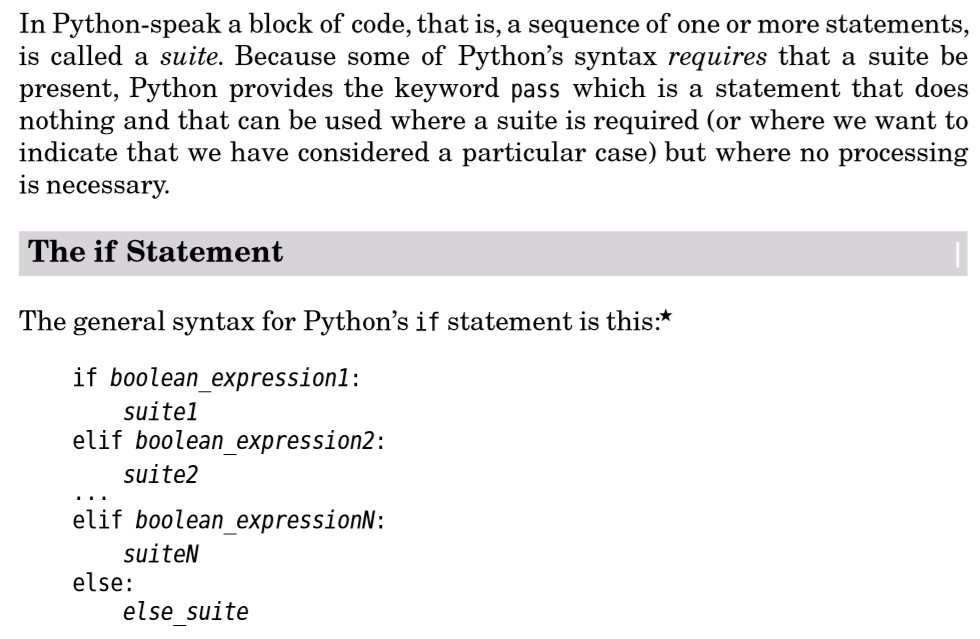 In Python-speak a block of code, that is, a sequence of one or more statements,
is called a suite. Because some of Python’s syntax requires that a suite be
present, Python provides the keyword pass which is a statement that does
nothing and that can be used where a suite is required (or where we want to
indicate that we have considered a particular case) but where no processing
is necessary.
The if Statement
The general syntax for Python’s if statement is this:★
if boolean_expression1:
    suite1
elif boolean_expression2:
    suite2
...
elif boolean_expressionN:
    suiteN
else:
    else_suite